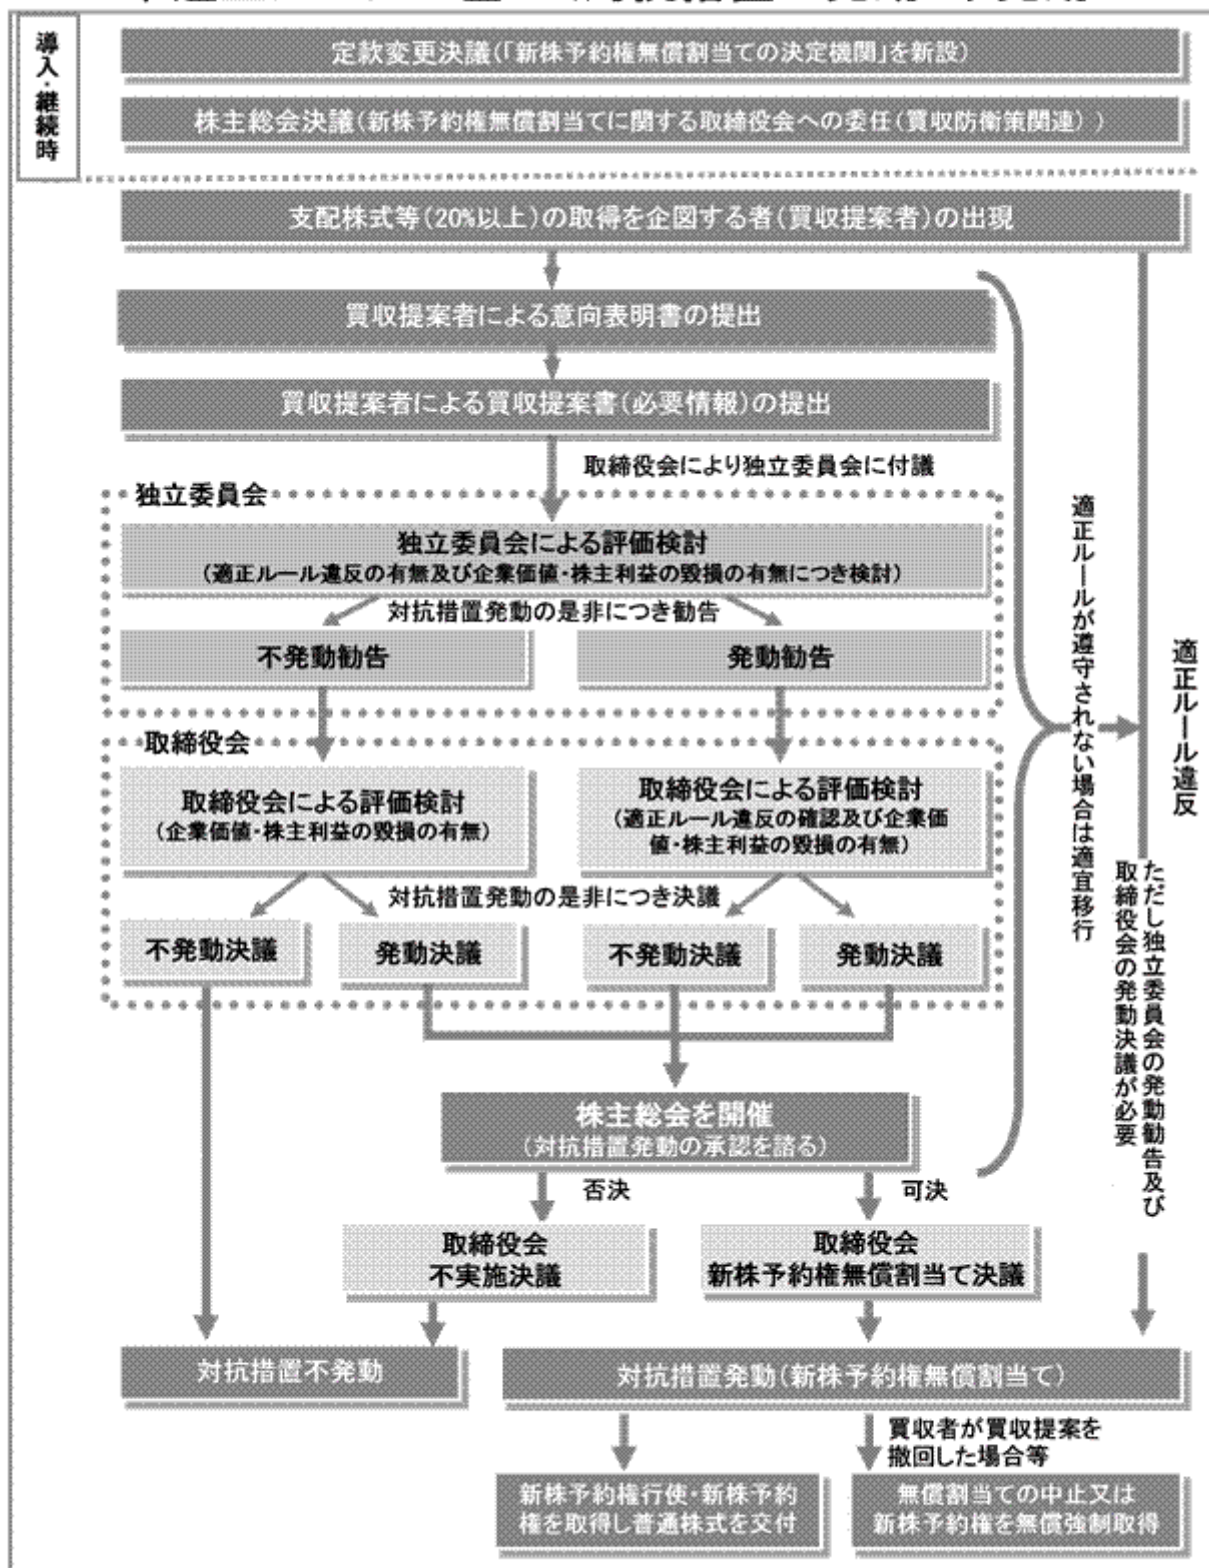 導入・継続時
定款変更決議(「新株予約権無償割当ての決定機関」を新設)
株主総会決議(新株予約権無償割当てに関する取締役会への委任(買収防衛策関連))
支配株式等(20%以上)の取得を企図する者(買収提案者)の出現
買収提案者による意向表明書の提出
買収提案者による買収提案書(必要情報)の提出
取締役会により独立委員会に付議
独立委員会
独立委員会による評価検討
(適正ルール違反の有無及び企業価値・株主利益の毀損の有無につき検討)
対抗措置発動の是非につき勧告
不発動勧告
発動勧告
取締役会
取締役会による評価検討
(企業価値・株主利益の毀損の有無)
取締役会による評価検討
(適正ルール違反の確認及び企業価
値・株主利益の毀損の有無)
対抗措置発動の是非につき決議
不発動決議
発動決議
不発動決議
発動決議
適正ルールが遵守されない場合は適宜移行
適正ルール違反
ただし独立委員会の発動勧告及び
取締役会の発動決議が必要
株主総会を開催
(対抗措置発動の承認を諮る)
否決
可決
取締役会
不実施決議
取締役会
新株予約権無償割当て決議
対抗措置不発動
対抗措置発動(新株予約権無償割当て)
買収者が買収提案を
撤回した場合等
新株予約権行使・新株予約
権を取得し普通株式を交付
無償割当ての中止又は
新株予約権を無償強制取得